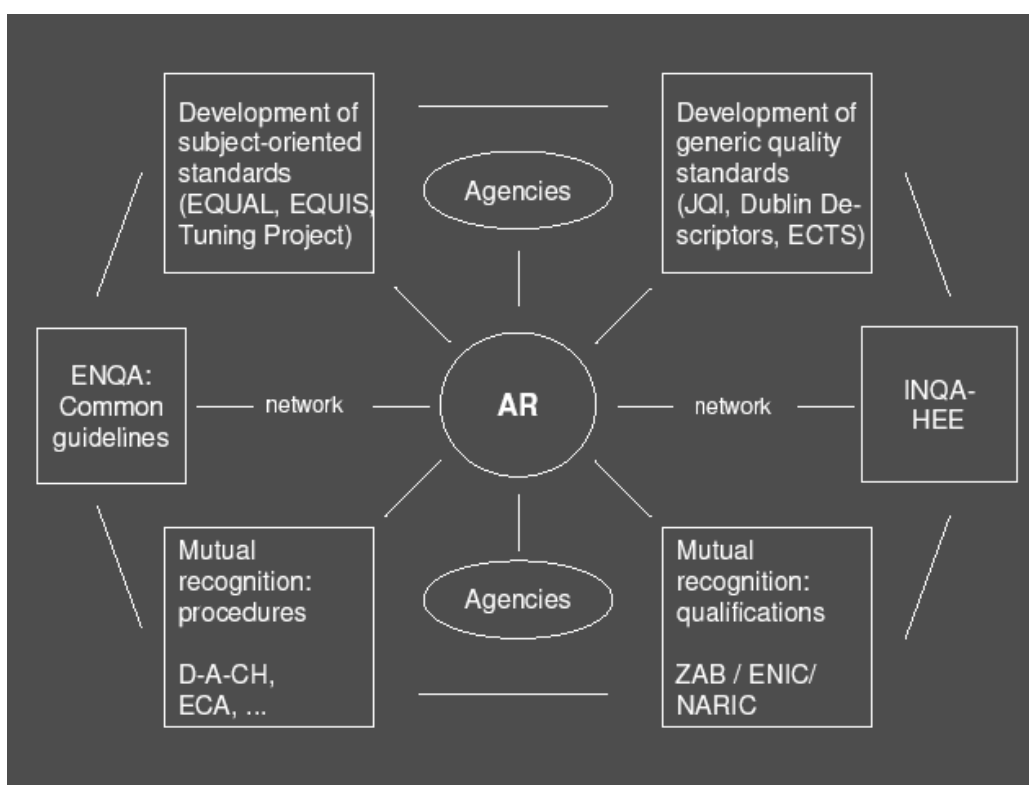 Development of
subject-oriented
standards
(EQUAL, EQUIS,
Tuning Project)
Agencies
Development of
generic quality
standards
(JQI, Dublin De-
scriptors, ECTS)
ENQA:
Common
guidelines
network
AR
network
INQA-
HEE
Mutual
recognition:
procedures
D-A-CH,
ECA, ...
Agencies
Mutual
recognition:
qualifications
ZAB / ENIC/
NARIC